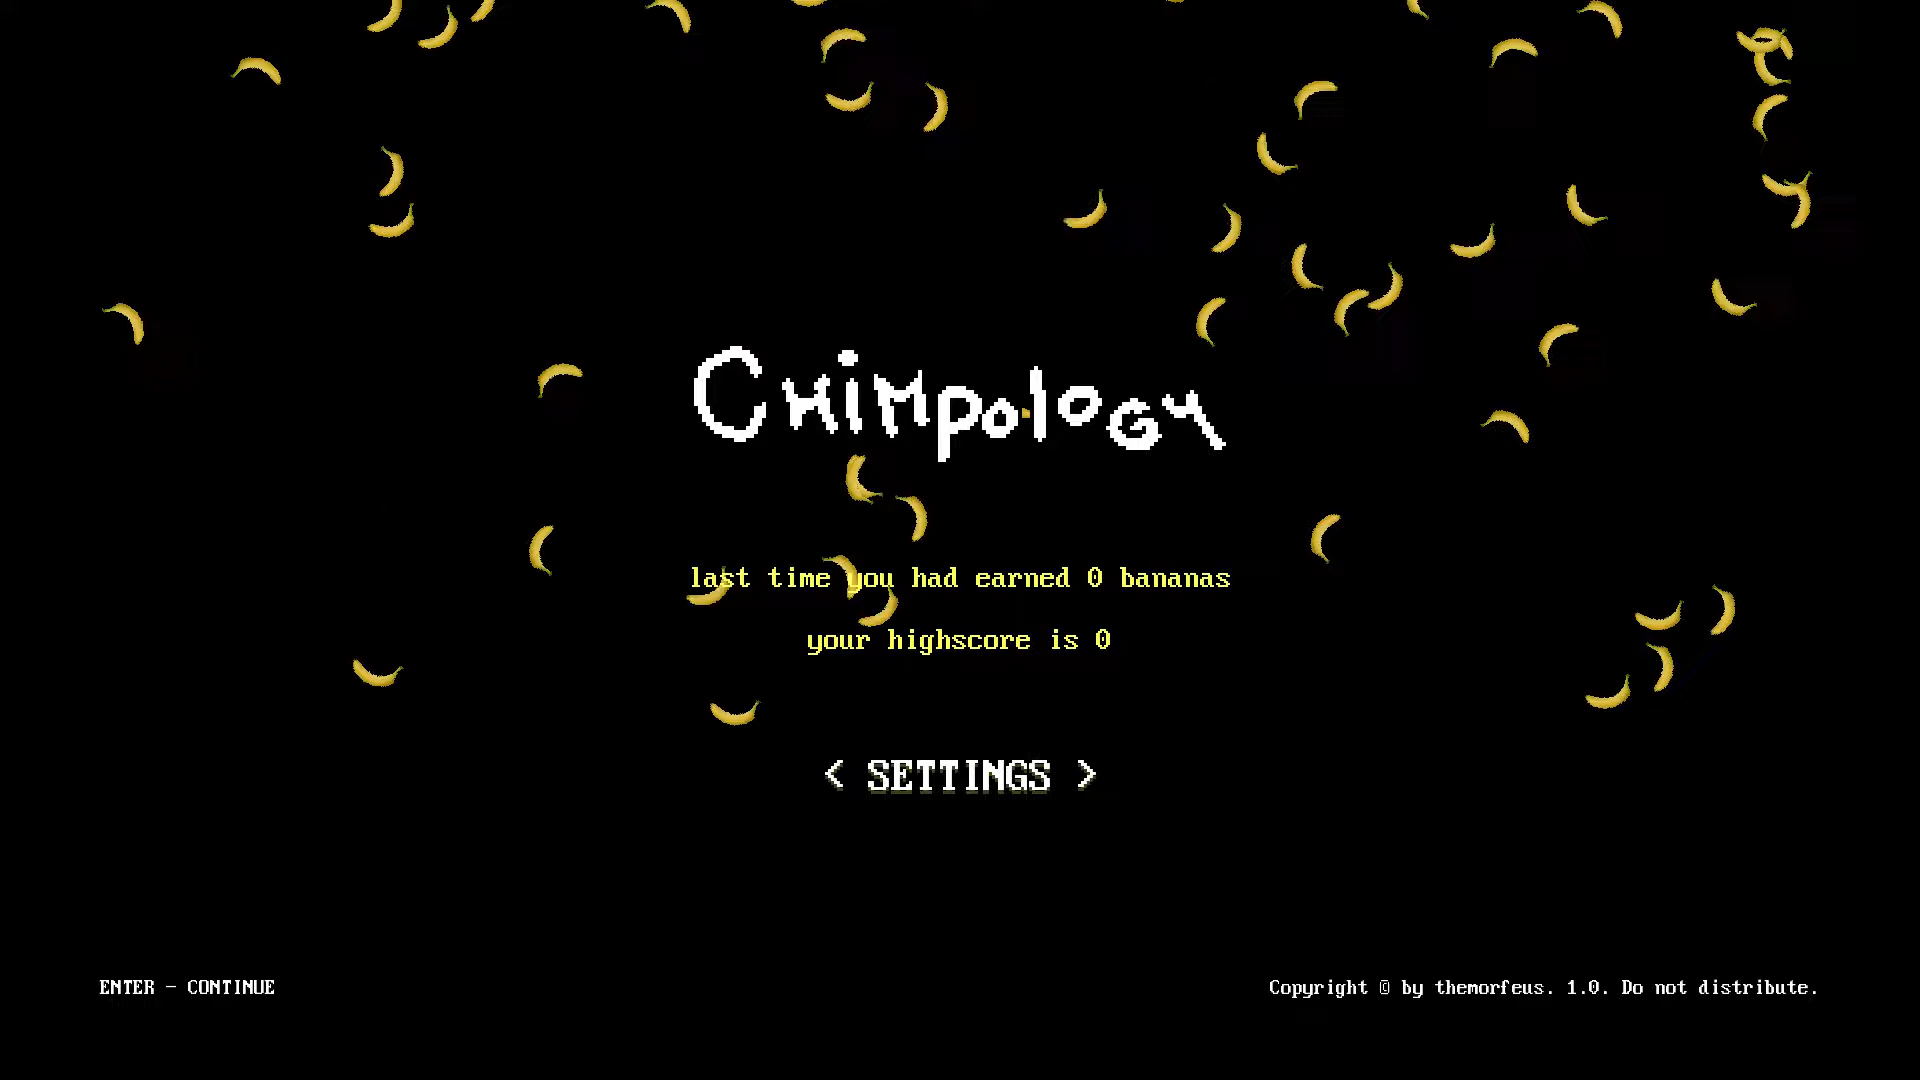 Chimpology
last time you had earned 0 bananas
your highscore is 0
< SETTINGS >
ENTER - CONTINUE
Copyright © by themorfeus. 1.0. Do not distribute.